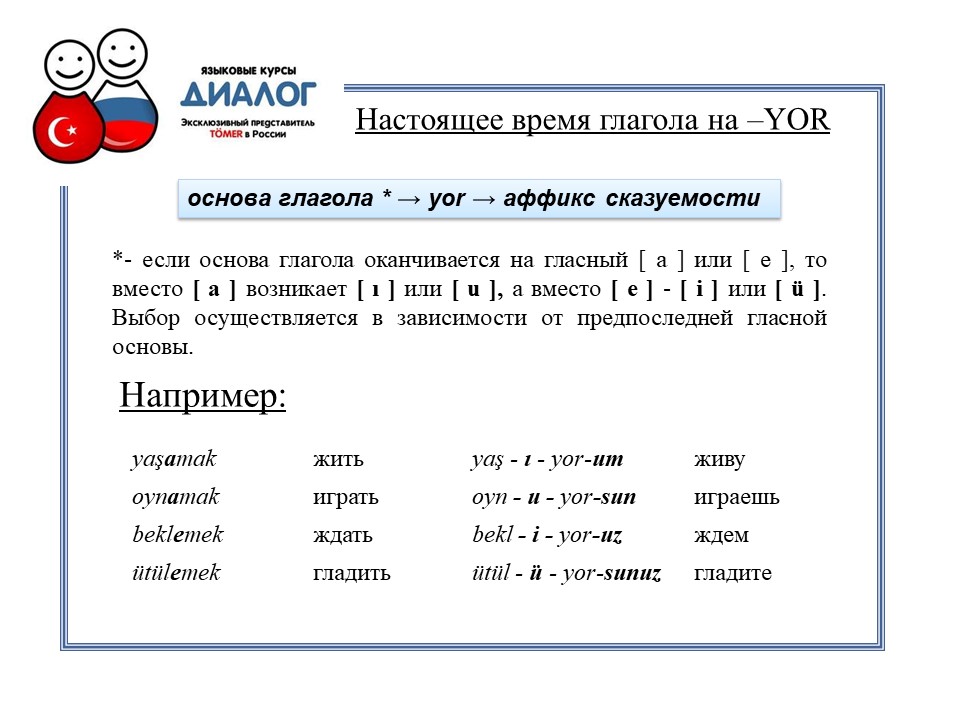 ЯЗЫКОВЫЕ КУРСЫ
ДИАЛОГ
Эксклюзивный представитель
TÖMER в России
Настоящее время глагола на –YOR
основа глагола * → yor → аффикс сказуемости
*- если основа глагола оканчивается на гласный [ a ] или [ e ], то
вместо [ a ] возникает [ ı ] или [ u ], а вместо [ e ] - [ i ] или [ ü ].
Выбор осуществляется в зависимости от предпоследней гласной
основы.
Например:
yaşamak жить yaş - ı - yor-um живу
oynamak играть oyn - u - yor-sun играешь
beklemek ждать bekl - i - yor-uz ждем
ütülemek гладить ütül - ü - yor-sunuz гладите